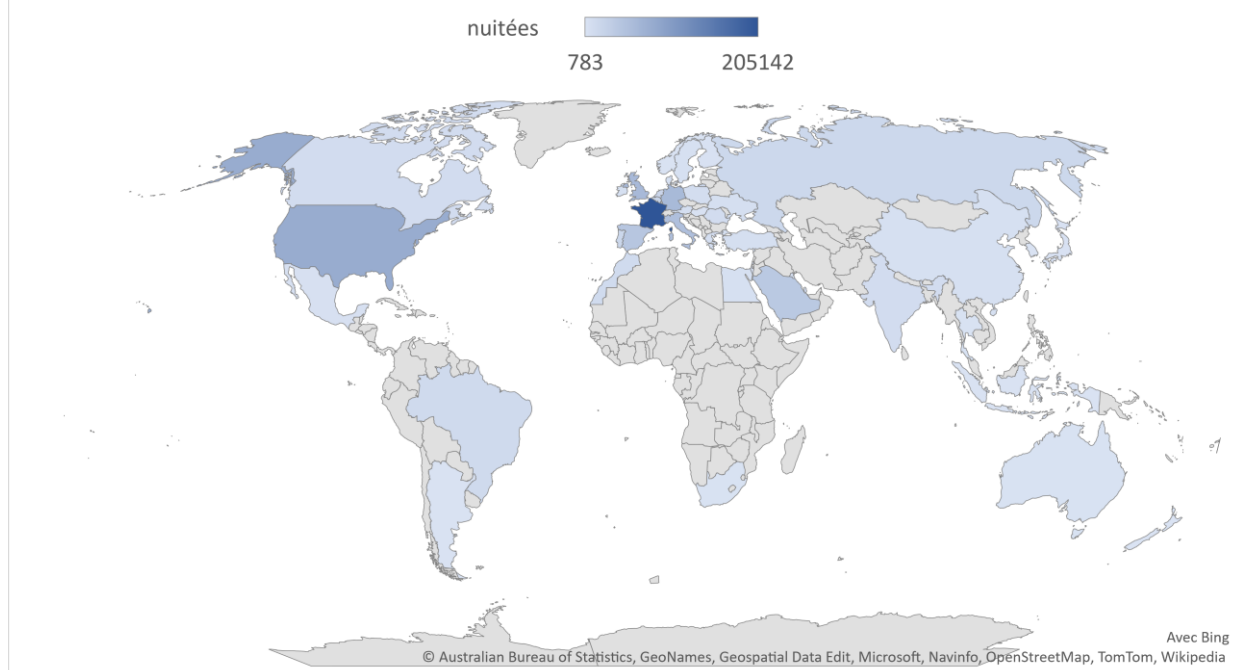 nuitées
783 205142
Avec Bing
© Australian Bureau of Statistics, GeoNames, Geospatial Data Edit, Microsoft, Navinfo, OpenStreetMap, TomTom, Wikipedia